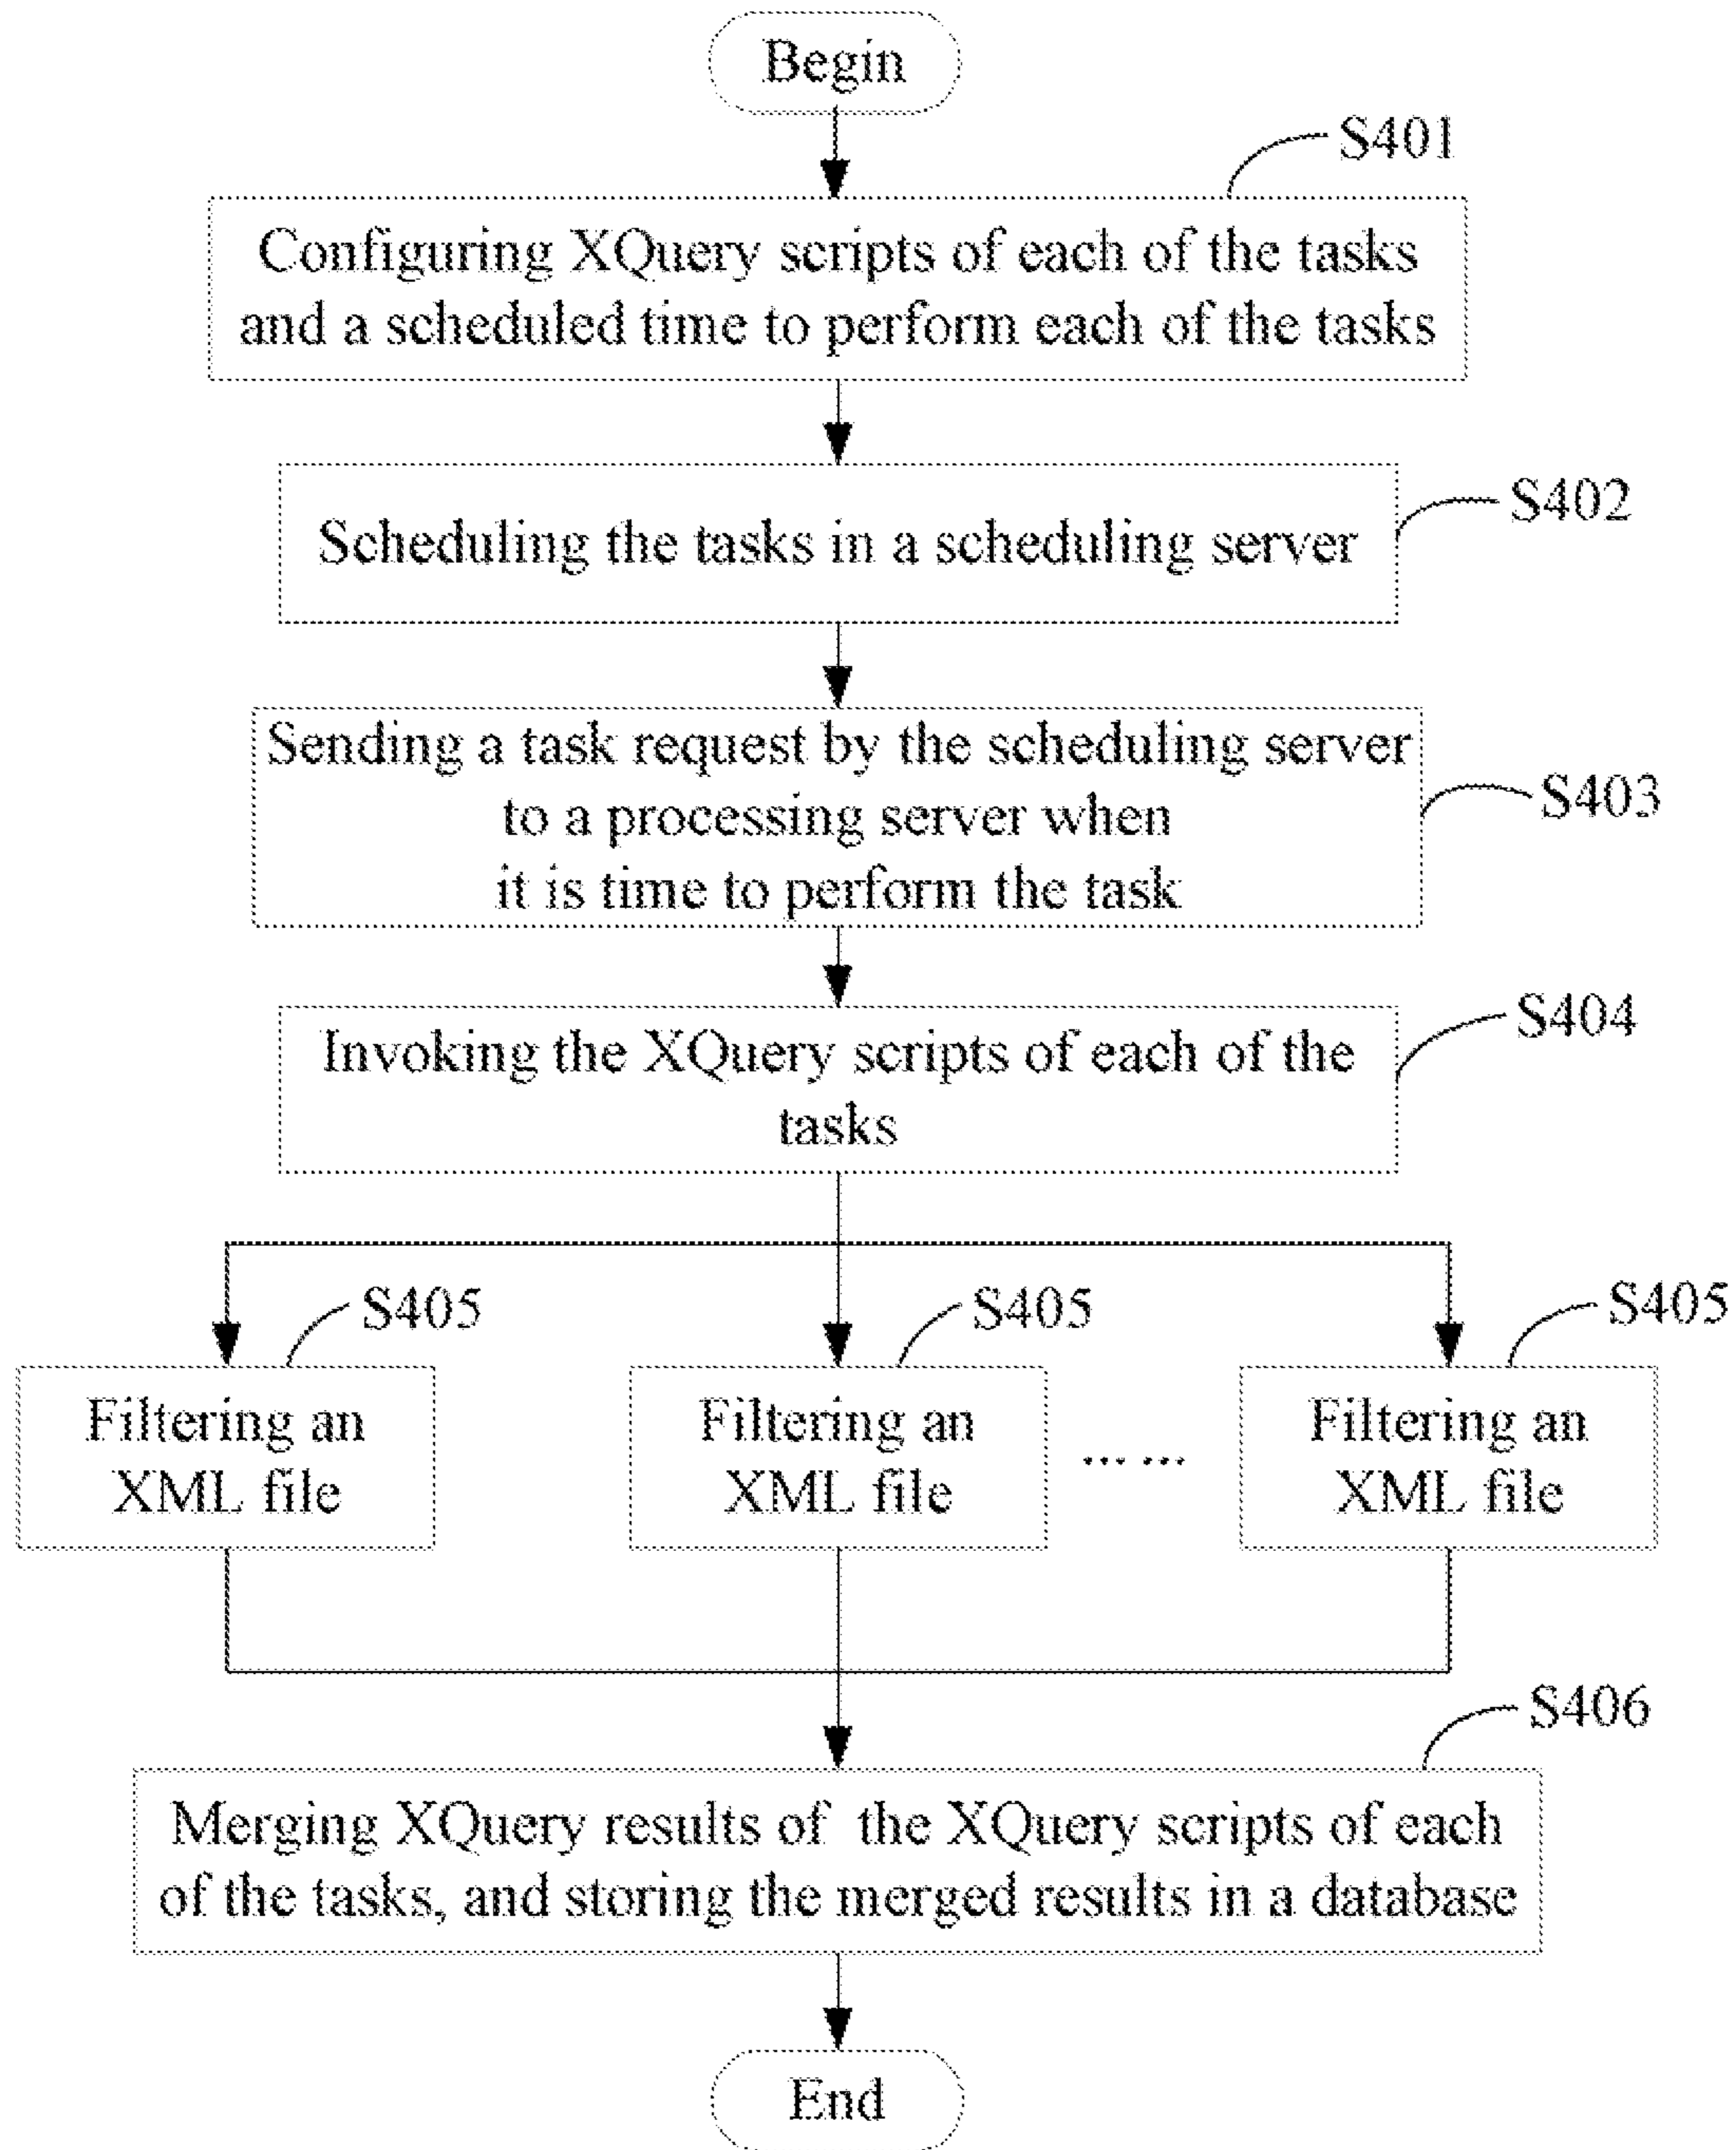 Begin
S401
Configuring XQuery scripts of each of the tasks
and a scheduled time to perform each of the tasks
S402
Scheduling the tasks in a scheduling server
Sending a task request by the scheduling server
to a processing server when
it is time to perform the task
S403
S404
Invoking the XQuery scripts of each of the
tasks
S405
S405
S405
Filtering an
XML file
Filtering an
XML file
... ...
Filtering an
XML file
S406
Merging XQuery results of the XQuery scripts of each
of the tasks, and storing the merged results in a database
End